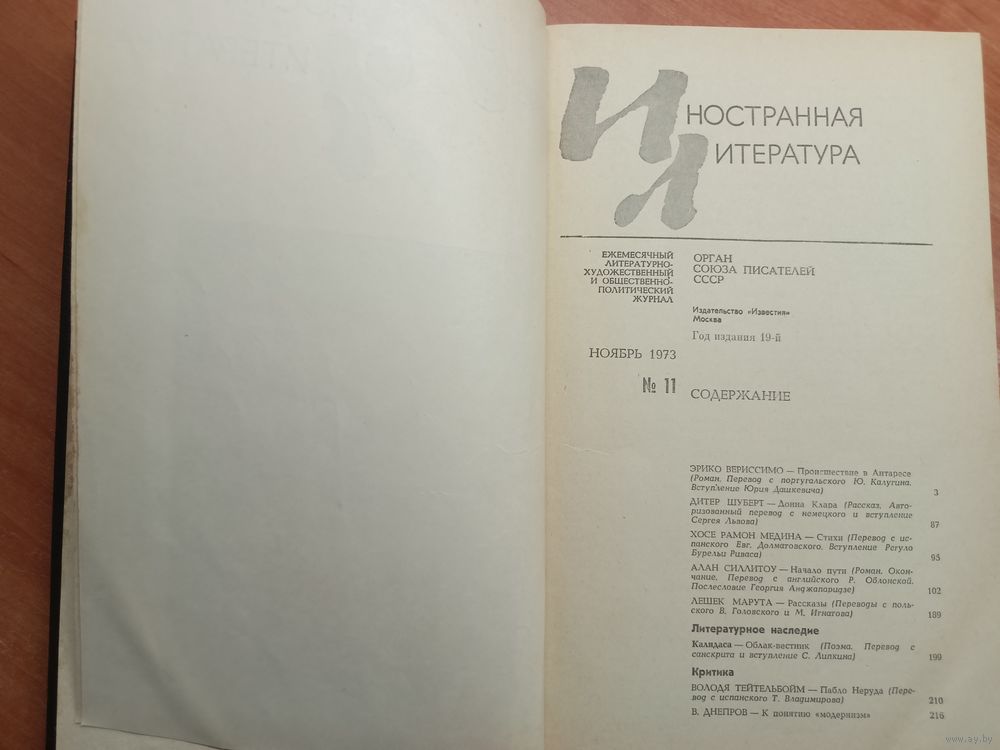 ИНОСТРАННАЯ
ЛИТЕРАТУРА
ЕЖЕМЕСЯЧНЫЙ
ЛИТЕРАТУРНО-
ХУДОЖЕСТВЕННЫЙ
И ОБЩЕСТВЕННО-
ПОЛИТИЧЕСКИЙ
ЖУРНАЛ
ОРГАН
СОЮЗА ПИСАТЕЛЕЙ
СССР
Издательство «Известия»
Москва
Год издания 19-й
НОЯБРЬ 1973
№ 11
СОДЕРЖАНИЕ
ЭРИКО ВЕРИССИМО — Происшествие в Антаресе
(Роман. Перевод с португальского Ю. Калугина.
Вступление Юрия Дашкевича) 3
ДИТЕР ШУБЕРТ — Донна Клара (Рассказ. Авто-
ризованный перевод с немецкого и вступление
Сергея Львова) 87
ХОСЕ РАМОН МЕДИНА — Стихи (Перевод с ис-
панского Евг. Долматовского. Вступление Регуло
Бурельи Риваса) 95
АЛАН СИЛЛИТОУ — Начало пути (Роман. Окон-
чание. Перевод с английского Р. Облонской.
Послесловие Георгия Анджапаридзе) 102
ЛЕШЕК МАРУТА — Рассказы (Переводы с поль-
ского В. Головского и М. Игнатова) 189
Литературное наследие
Калидаса — Облак-вестник (Поэма. Перевод с
санскрита и вступление С. Липкина) 199
Критика
ВОЛОДЯ ТЕЙТЕЛЬБОЙМ — Пабло Неруда (Пере-
вод с испанского Т. Владимирова) 210
В. ДНЕПРОВ — К понятию «модернизм» 216
www.ay.by